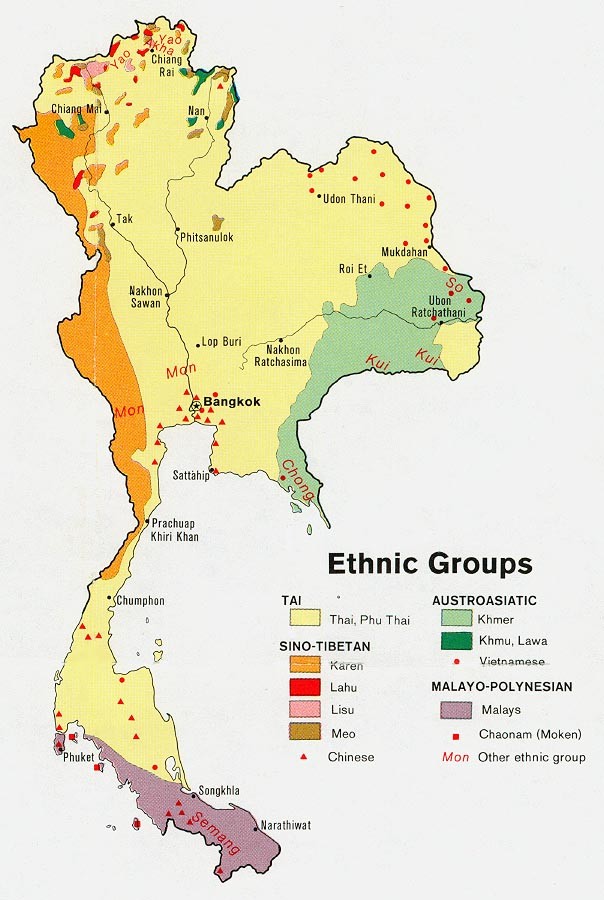 Yao
Yao
Akha
Chiang
Rai
Chiang Mai
Nan
Udon Thani
Tak
Phitsanulok
Mukdahan
Roi Et
So
Nakhon
Sawan
Ubon
Ratchathani
Lop Buri
Nakhon
Ratchasima
Kui
Kui
Mon
Mon
Bangkok
Sattahip
Chong
Prachuap
Khiri Khan
Chumphon
Phuket
Songkhla
Semang
Narathiwat
Ethnic Groups
TAI
Thai, Phu Thai
SINO-TIBETAN
Karen
Lahu
Lisu
Meo
Chinese
AUSTROASIATIC
Khmer
Khmu, Lawa
Vietnamese
MALAYO-POLYNESIAN
Malays
Chaonam (Moken)
Mon Other ethnic group